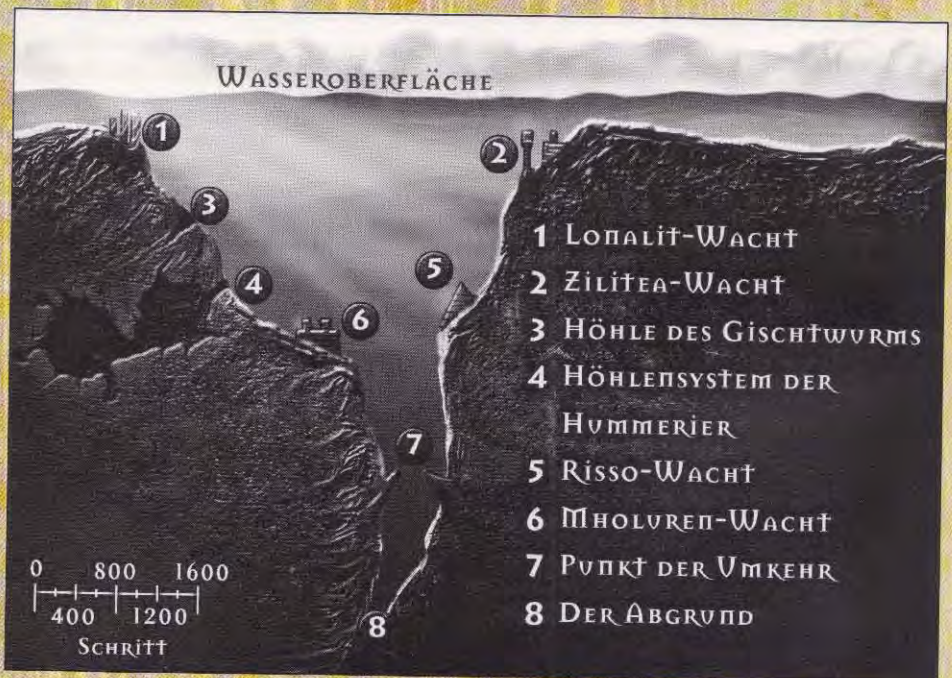 Wasseroberfläche
1
2
3
4
5
6
7
8
1 Lonalit-Wacht
2 Zilitea-Wacht
3 Höhle des Gischtwurms
4 Höhlensystem der
Hummerier
5 Risso-Wacht
6 Mholuren-Wacht
7 Punkt der Umkehr
8 Der Abgrund
0 800 1600
400 1200
Schritt